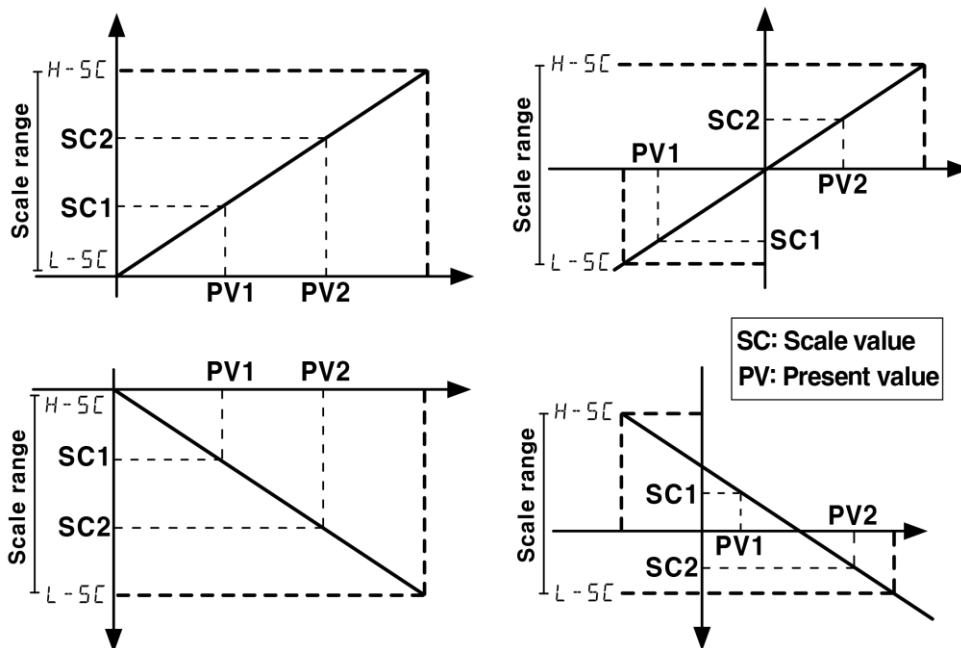 H-SC
SC2
SC1
L-SC
Scale range
PV1
PV2
H-SC
SC2
PV1
PV2
SC1
L-SC
Scale range
PV1
PV2
H-SC
SC1
SC2
L-SC
Scale range
SC: Scale value
PV: Present value
H-SC
SC1
PV2
PV1
SC2
L-SC
Scale range